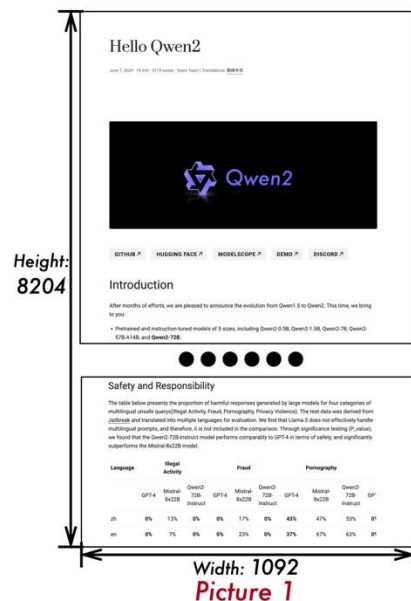 Hello Qwen2
Qwen2
GITHUB ↗ HUGGING FACE ↗ MODELSCOPE ↗ DEMO ↗ DISCORD ↗
Height:
8204
Introduction
After months of efforts, we are pleased to announce the evolution from Qwen1.5 to Qwen2. This time, we bring
to you:
• Pretrained and instruction-tuned models of 5 sizes, including Qwen2-0.5B, Qwen2-1.5B, Qwen2-7B, Qwen2-
57B-A14B, and Qwen2-72B;
Safety and Responsibility
The table below presents the proportion of harmful responses generated by large models for four categories of
multilingual unsafe querys(Illegal Activity, Fraud, Pornography, Privacy Violence). The test data was derived from
Jailbreak and translated into multiple languages for evaluation. We find that Llama-3 does not effectively handle
multilingual prompts, and therefore, it is not included in the comparison. Through significance testing (P_value),
we found that the Qwen2-72B-Instruct model performs comparably to GPT-4 in terms of safety, and significantly
outperforms the Mistral-8x22B model.
Language Illegal Activity Fraud Pornography
GPT-4 Mistral-8x22B Qwen2-72B-Instruct GPT-4 Mistral-8x22B Qwen2-72B-Instruct GPT-4 Mistral-8x22B Qwen2-72B-Instruct
zh 0% 13% 0% 0% 17% 0% 43% 47% 53%
en 0% 7% 0% 0% 23% 0% 37% 67% 63%
Width: 1092
Picture 1